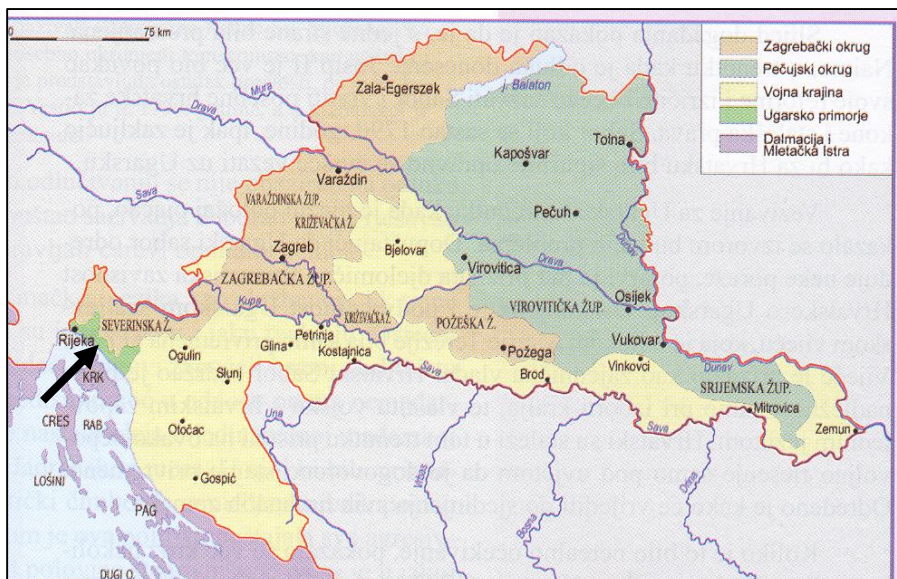 0
75 km
Zagrebački okrug
Pečujski okrug
Vojna krajina
Ugarsko primorje
Dalmacija i
Mletačka Istra
Mura
Zala-Egerszek
j. Balaton
Drava
Tolna
Kapošvar
Varaždin
Sava
VARAŽDINSKA ŽUP.
KRIŽEVAČKA Ž.
Pečuh
Dunav
Bjelovar
Zagreb
Virovitica
Drava
ZAGREBAČKA ŽUP.
Osijek
VIROVITIČKA ŽUP.
Kupa
KRIŽEVAČKA Ž.
POŽEŠKA Ž.
SEVERINSKA Ž.
Petrinja
Rijeka
Glina
Kostajnica
Ogulin
Požega
Vukovar
Vinkovci
Dunav
KRK
Slunj
Sava
Brod
SRIJEMSKA ŽUP.
Mitrovica
CRES
RAB
Otočac
Una
Sava
Zemun
LOŠINJ
Gospić
Vrbas
Bosna
Drina
PAG
DUGI O.